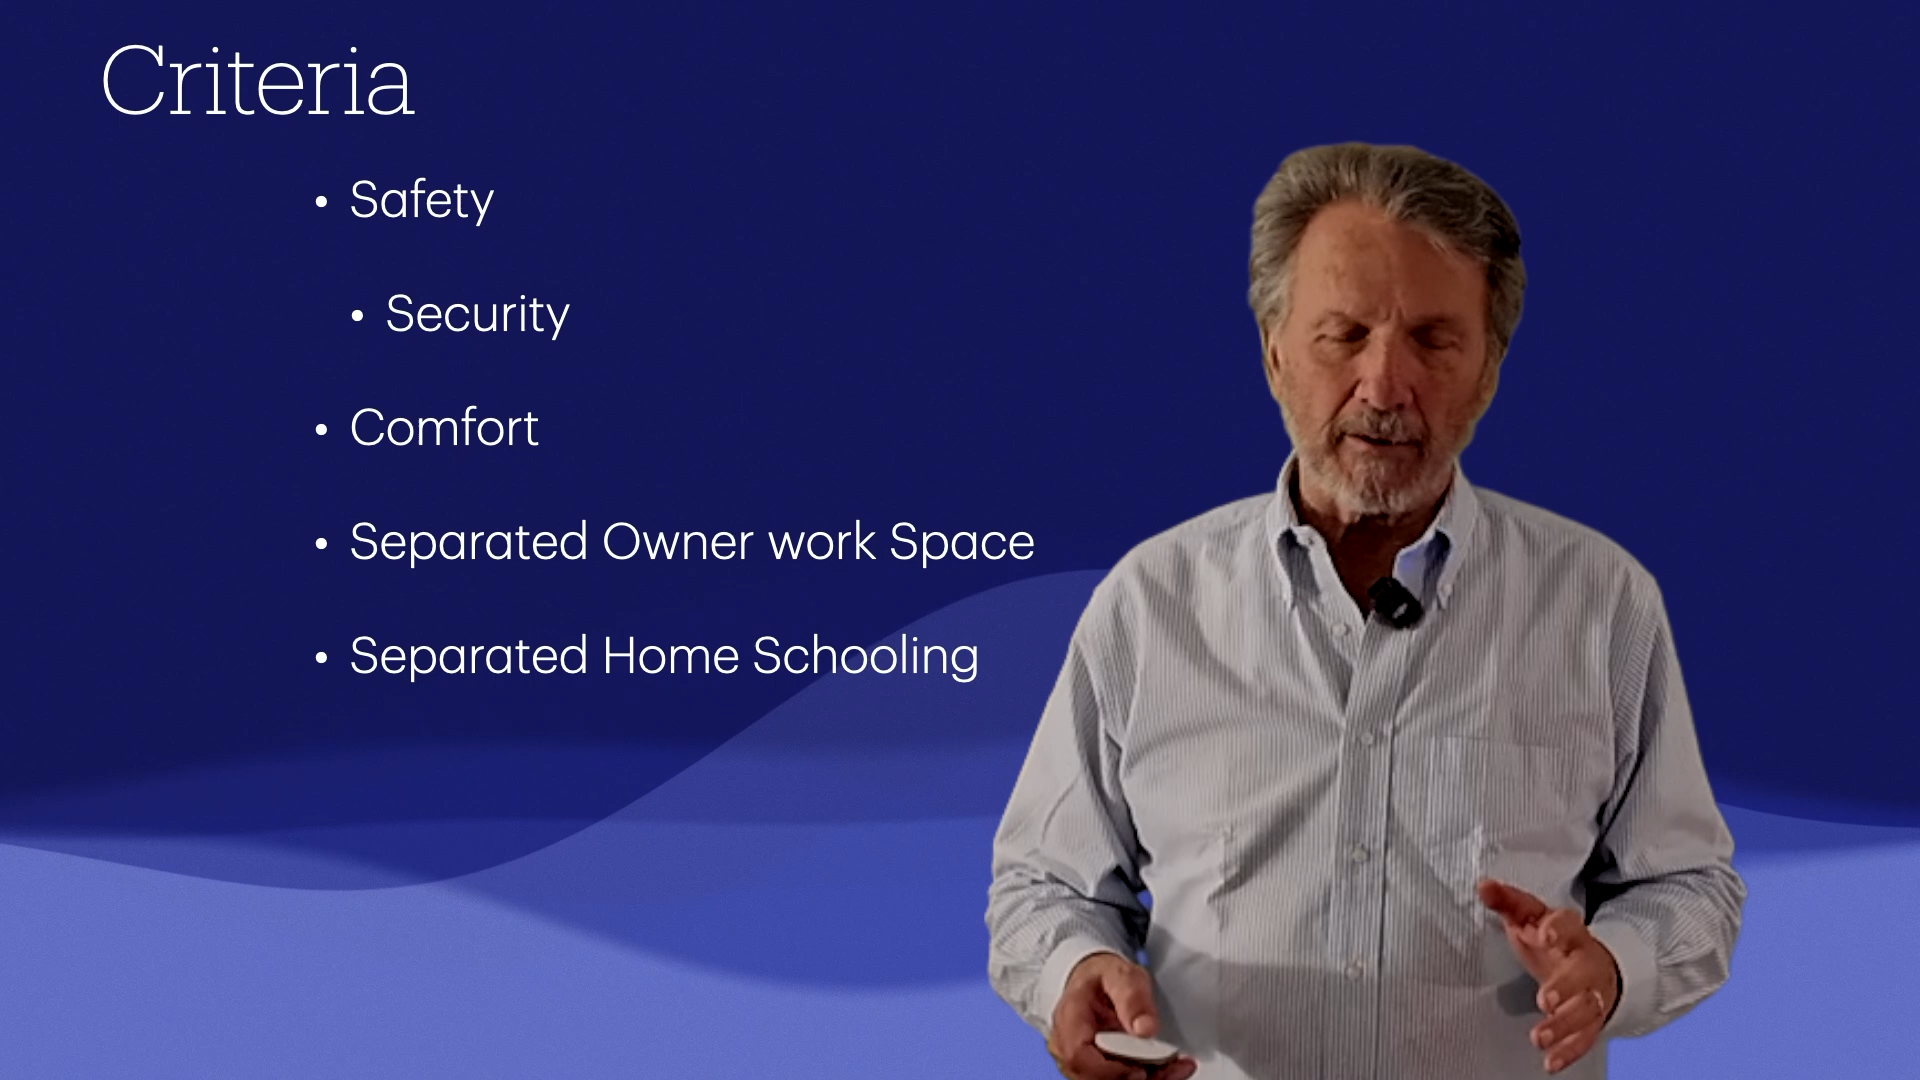 Criteria
• Safety
• Security
• Comfort
• Separated Owner work Space
• Separated Home Schooling